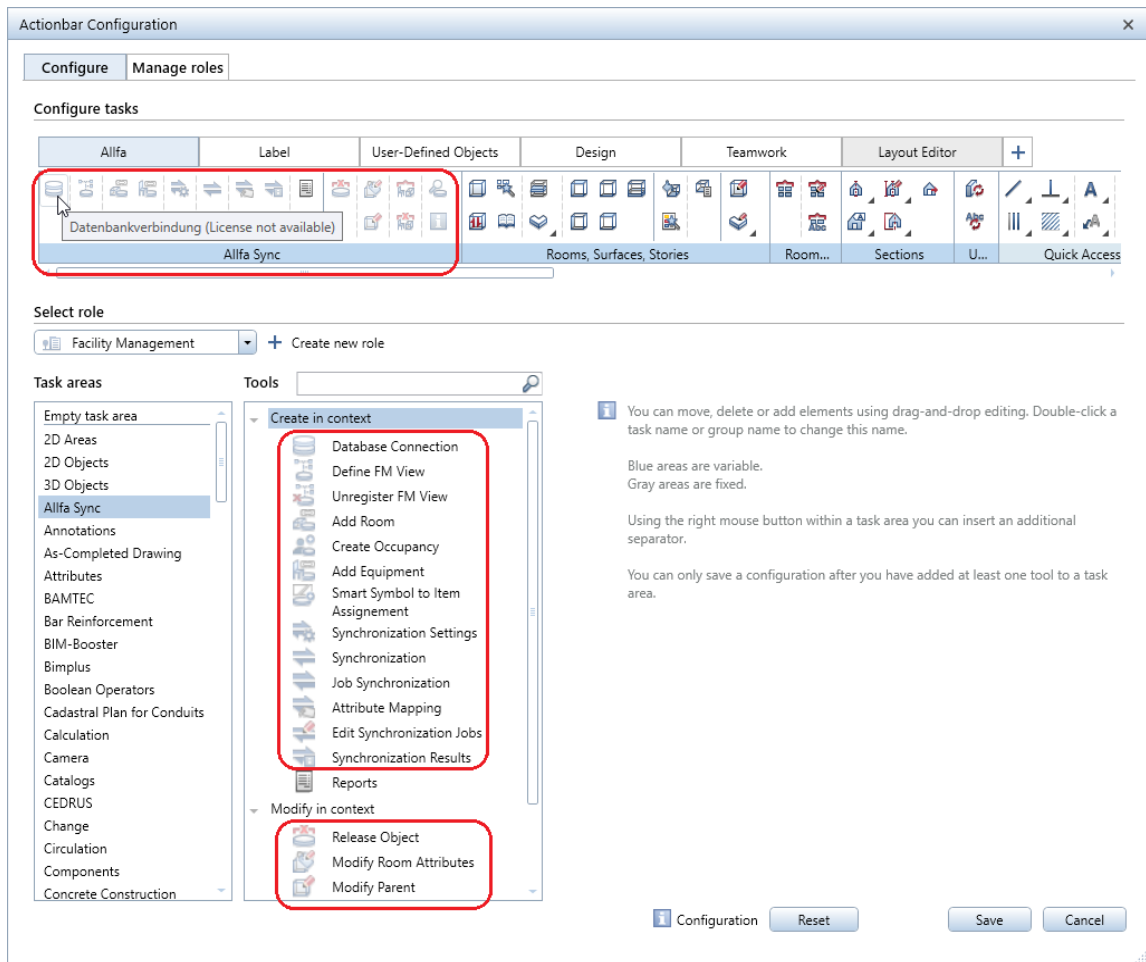 Actionbar Configuration
Configure
Manage roles
Configure tasks
Allfa
Label
User-Defined Objects
Design
Teamwork
Layout Editor
Datenbankverbindung (License not available)
Abc
A
A
ABC
Allfa Sync
Rooms, Surfaces, Stories
Room...
Sections
U...
Quick Access
Select role
Facility Management
Create new role
Task areas
Tools
Empty task area
2D Areas
2D Objects
3D Objects
Allfa Sync
Annotations
As-Completed Drawing
Attributes
BAMTEC
Bar Reinforcement
BIM-Booster
Bimplus
Boolean Operators
Cadastral Plan for Conduits
Calculation
Camera
Catalogs
CEDRUS
Change
Circulation
Components
Concrete Construction
Create in context
Database Connection
Define FM View
Unregister FM View
Add Room
Create Occupancy
Add Equipment
Smart Symbol to Item
Assignement
Synchronization Settings
Synchronization
Job Synchronization
Attribute Mapping
Edit Synchronization Jobs
Synchronization Results
Reports
Modify in context
Release Object
Modify Room Attributes
Modify Parent
You can move, delete or add elements using drag-and-drop editing. Double-click a
task name or group name to change this name.
Blue areas are variable.
Gray areas are fixed.
Using the right mouse button within a task area you can insert an additional
separator.
You can only save a configuration after you have added at least one tool to a task
area.
Configuration
Reset
Save
Cancel